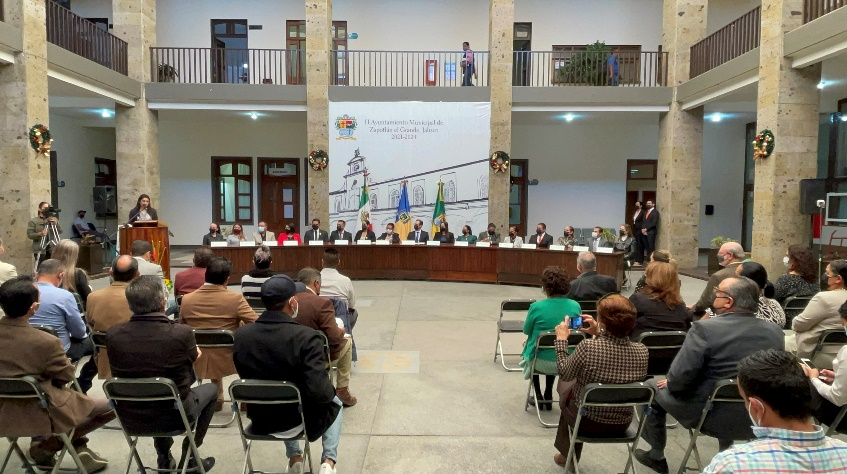 H. Ayuntamiento Municipal de
Zapotlán el Grande, Jalisco
2021-2024